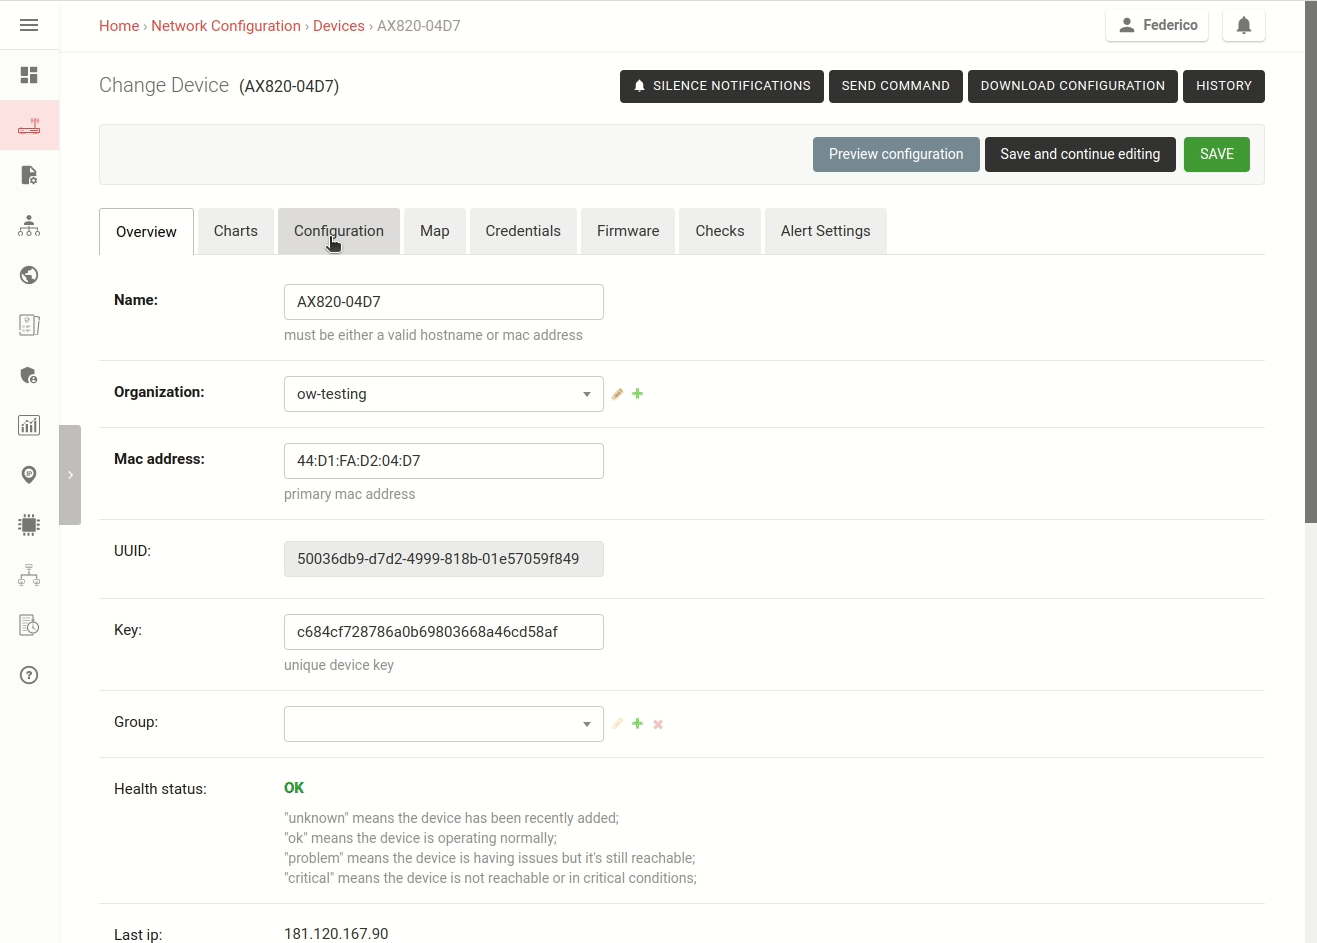 Home › Network Configuration › Devices › AX820-04D7
Federico
Change Device (AX820-04D7)
SILENCE NOTIFICATIONS
SEND COMMAND
DOWNLOAD CONFIGURATION
HISTORY
Preview configuration
Save and continue editing
SAVE
Overview
Charts
Configuration
Map
Credentials
Firmware
Checks
Alert Settings
Name:
AX820-04D7
must be either a valid hostname or mac address
Organization:
ow-testing
Mac address:
44:D1:FA:D2:04:D7
primary mac address
UUID:
50036db9-d7d2-4999-818b-01e57059f849
Key:
c684cf728786a0b69803668a46cd58af
unique device key
Group:
Health status:
OK
"unknown" means the device has been recently added;
"ok" means the device is operating normally;
"problem" means the device is having issues but it's still reachable;
"critical" means the device is not reachable or in critical conditions;
Last ip:
181.120.167.90